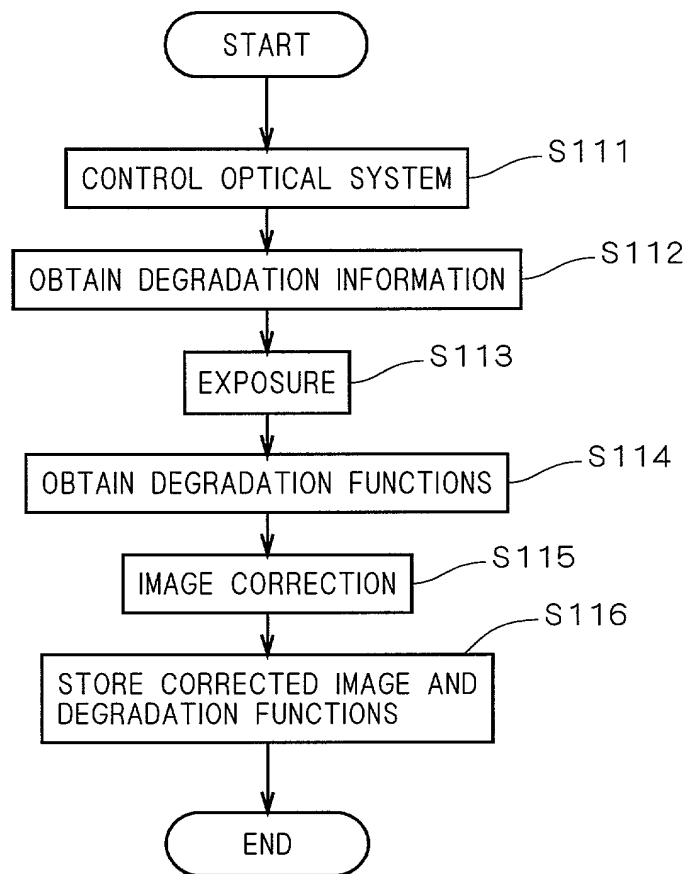 START
CONTROL OPTICAL SYSTEM
S111
OBTAIN DEGRADATION INFORMATION
S112
EXPOSURE
S113
OBTAIN DEGRADATION FUNCTIONS
S114
IMAGE CORRECTION
S115
STORE CORRECTED IMAGE AND
DEGRADATION FUNCTIONS
S116
END